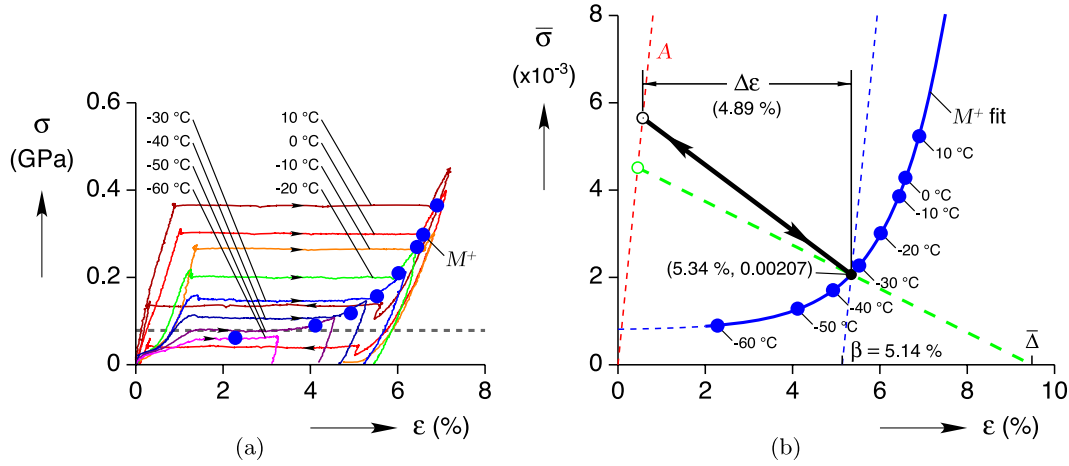 σ
(GPa)
0.6
0.4
0.2
0
-30 °C
-40 °C
-50 °C
-60 °C
10 °C
0 °C
-10 °C
-20 °C
M+
0 2 4 6 8
ε (%)
(a)
σ̅
(x10-3)
8
6
4
2
0
A
Δε
(4.89 %)
M+ fit
10 °C
0 °C
-10 °C
-20 °C
(5.34 %, 0.00207)
-30 °C
-40 °C
-50 °C
-60 °C
β = 5.14 %
Δ̅
0 2 4 6 8 10
ε (%)
(b)